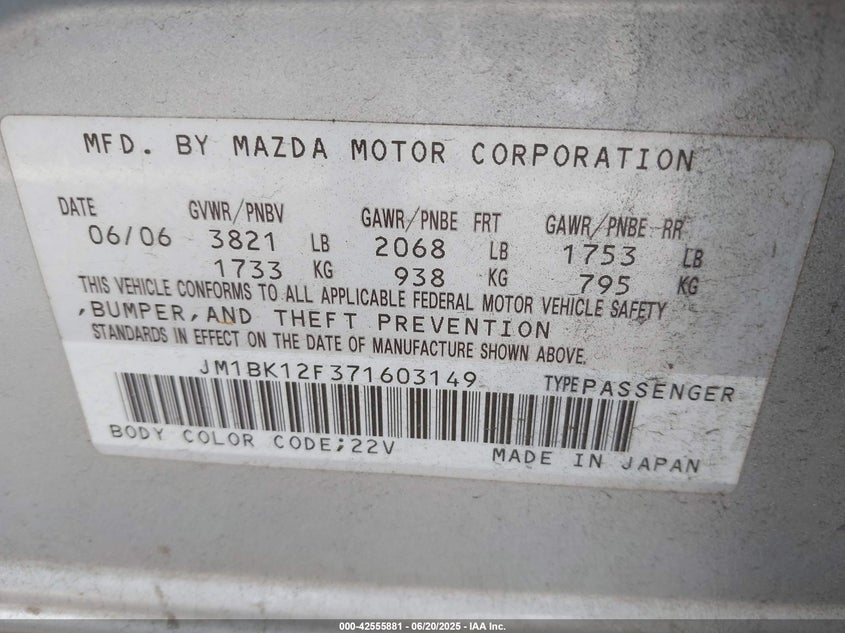 MFD. BY MAZDA MOTOR CORPORATION
DATE GVWR/PNBV GAWR/PNBE FRT GAWR/PNBE RR
06/06 3821 LB 2068 LB 1753 LB
1733 KG 938 KG 795 KG
THIS VEHICLE CONFORMS TO ALL APPLICABLE FEDERAL MOTOR VEHICLE SAFETY
,BUMPER,AND THEFT PREVENTION
STANDARDS IN EFFECT ON THE DATE OF MANUFACTURE SHOWN ABOVE.
JM1BK12F371603149 TYPE PASSENGER
BODY COLOR CODE;22V MADE IN JAPAN
000-42555881 - 06/20/2025 - IAA Inc.